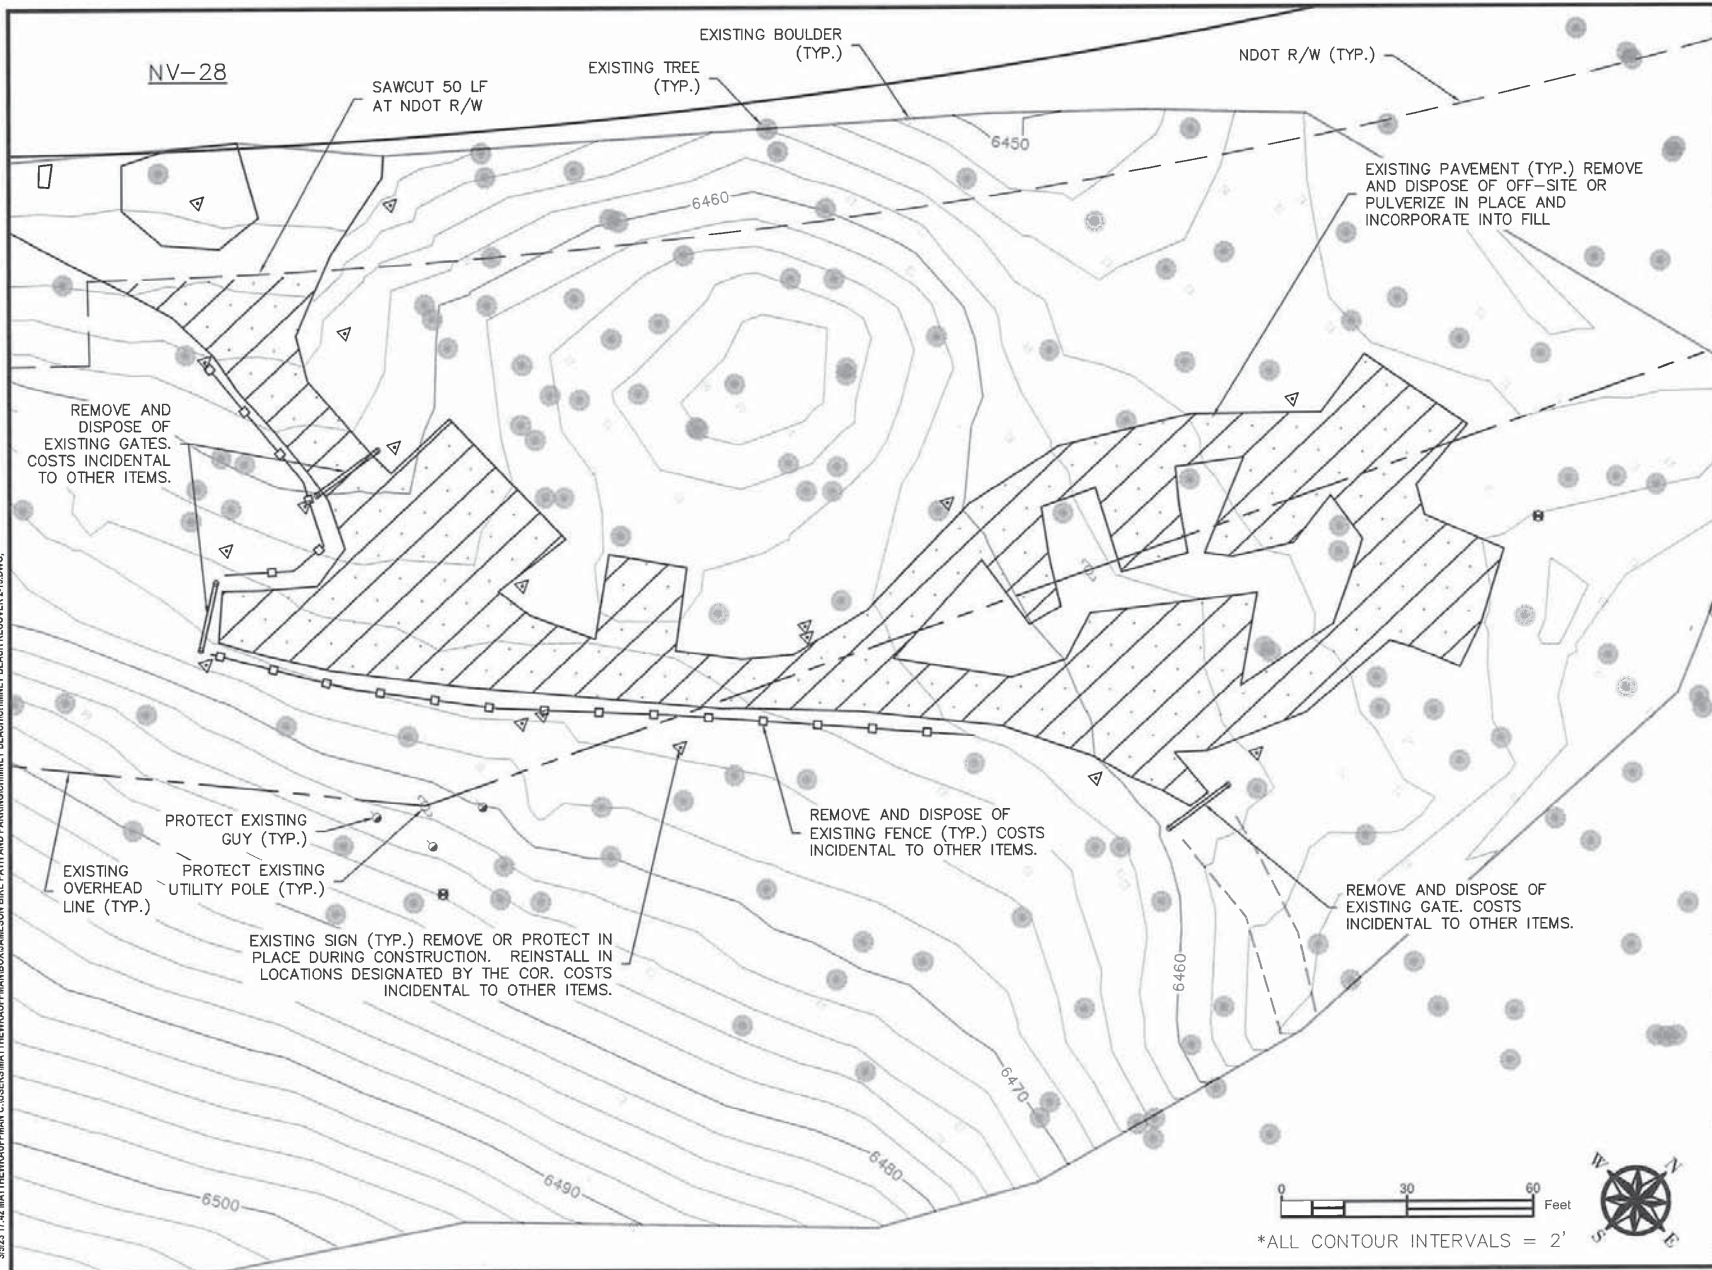 NV-28
SAWCUT 50 LF
AT NDOT R/W
EXISTING TREE
(TYP.)
EXISTING BOULDER
(TYP.)
NDOT R/W (TYP.)
6450
6460
EXISTING PAVEMENT (TYP.) REMOVE
AND DISPOSE OF OFF-SITE OR
PULVERIZE IN PLACE AND
INCORPORATE INTO FILL
REMOVE AND
DISPOSE OF
EXISTING GATES.
COSTS INCIDENTAL
TO OTHER ITEMS.
PROTECT EXISTING
GUY (TYP.)
EXISTING
OVERHEAD
LINE (TYP.)
PROTECT EXISTING
UTILITY POLE (TYP.)
EXISTING SIGN (TYP.) REMOVE OR PROTECT IN
PLACE DURING CONSTRUCTION. REINSTALL IN
LOCATIONS DESIGNATED BY THE COR. COSTS
INCIDENTAL TO OTHER ITEMS.
REMOVE AND DISPOSE OF
EXISTING FENCE (TYP.) COSTS
INCIDENTAL TO OTHER ITEMS.
REMOVE AND DISPOSE OF
EXISTING GATE. COSTS
INCIDENTAL TO OTHER ITEMS.
6460
6470
6480
6490
6500
0 30 60
Feet
*ALL CONTOUR INTERVALS = 2'
W N
S E